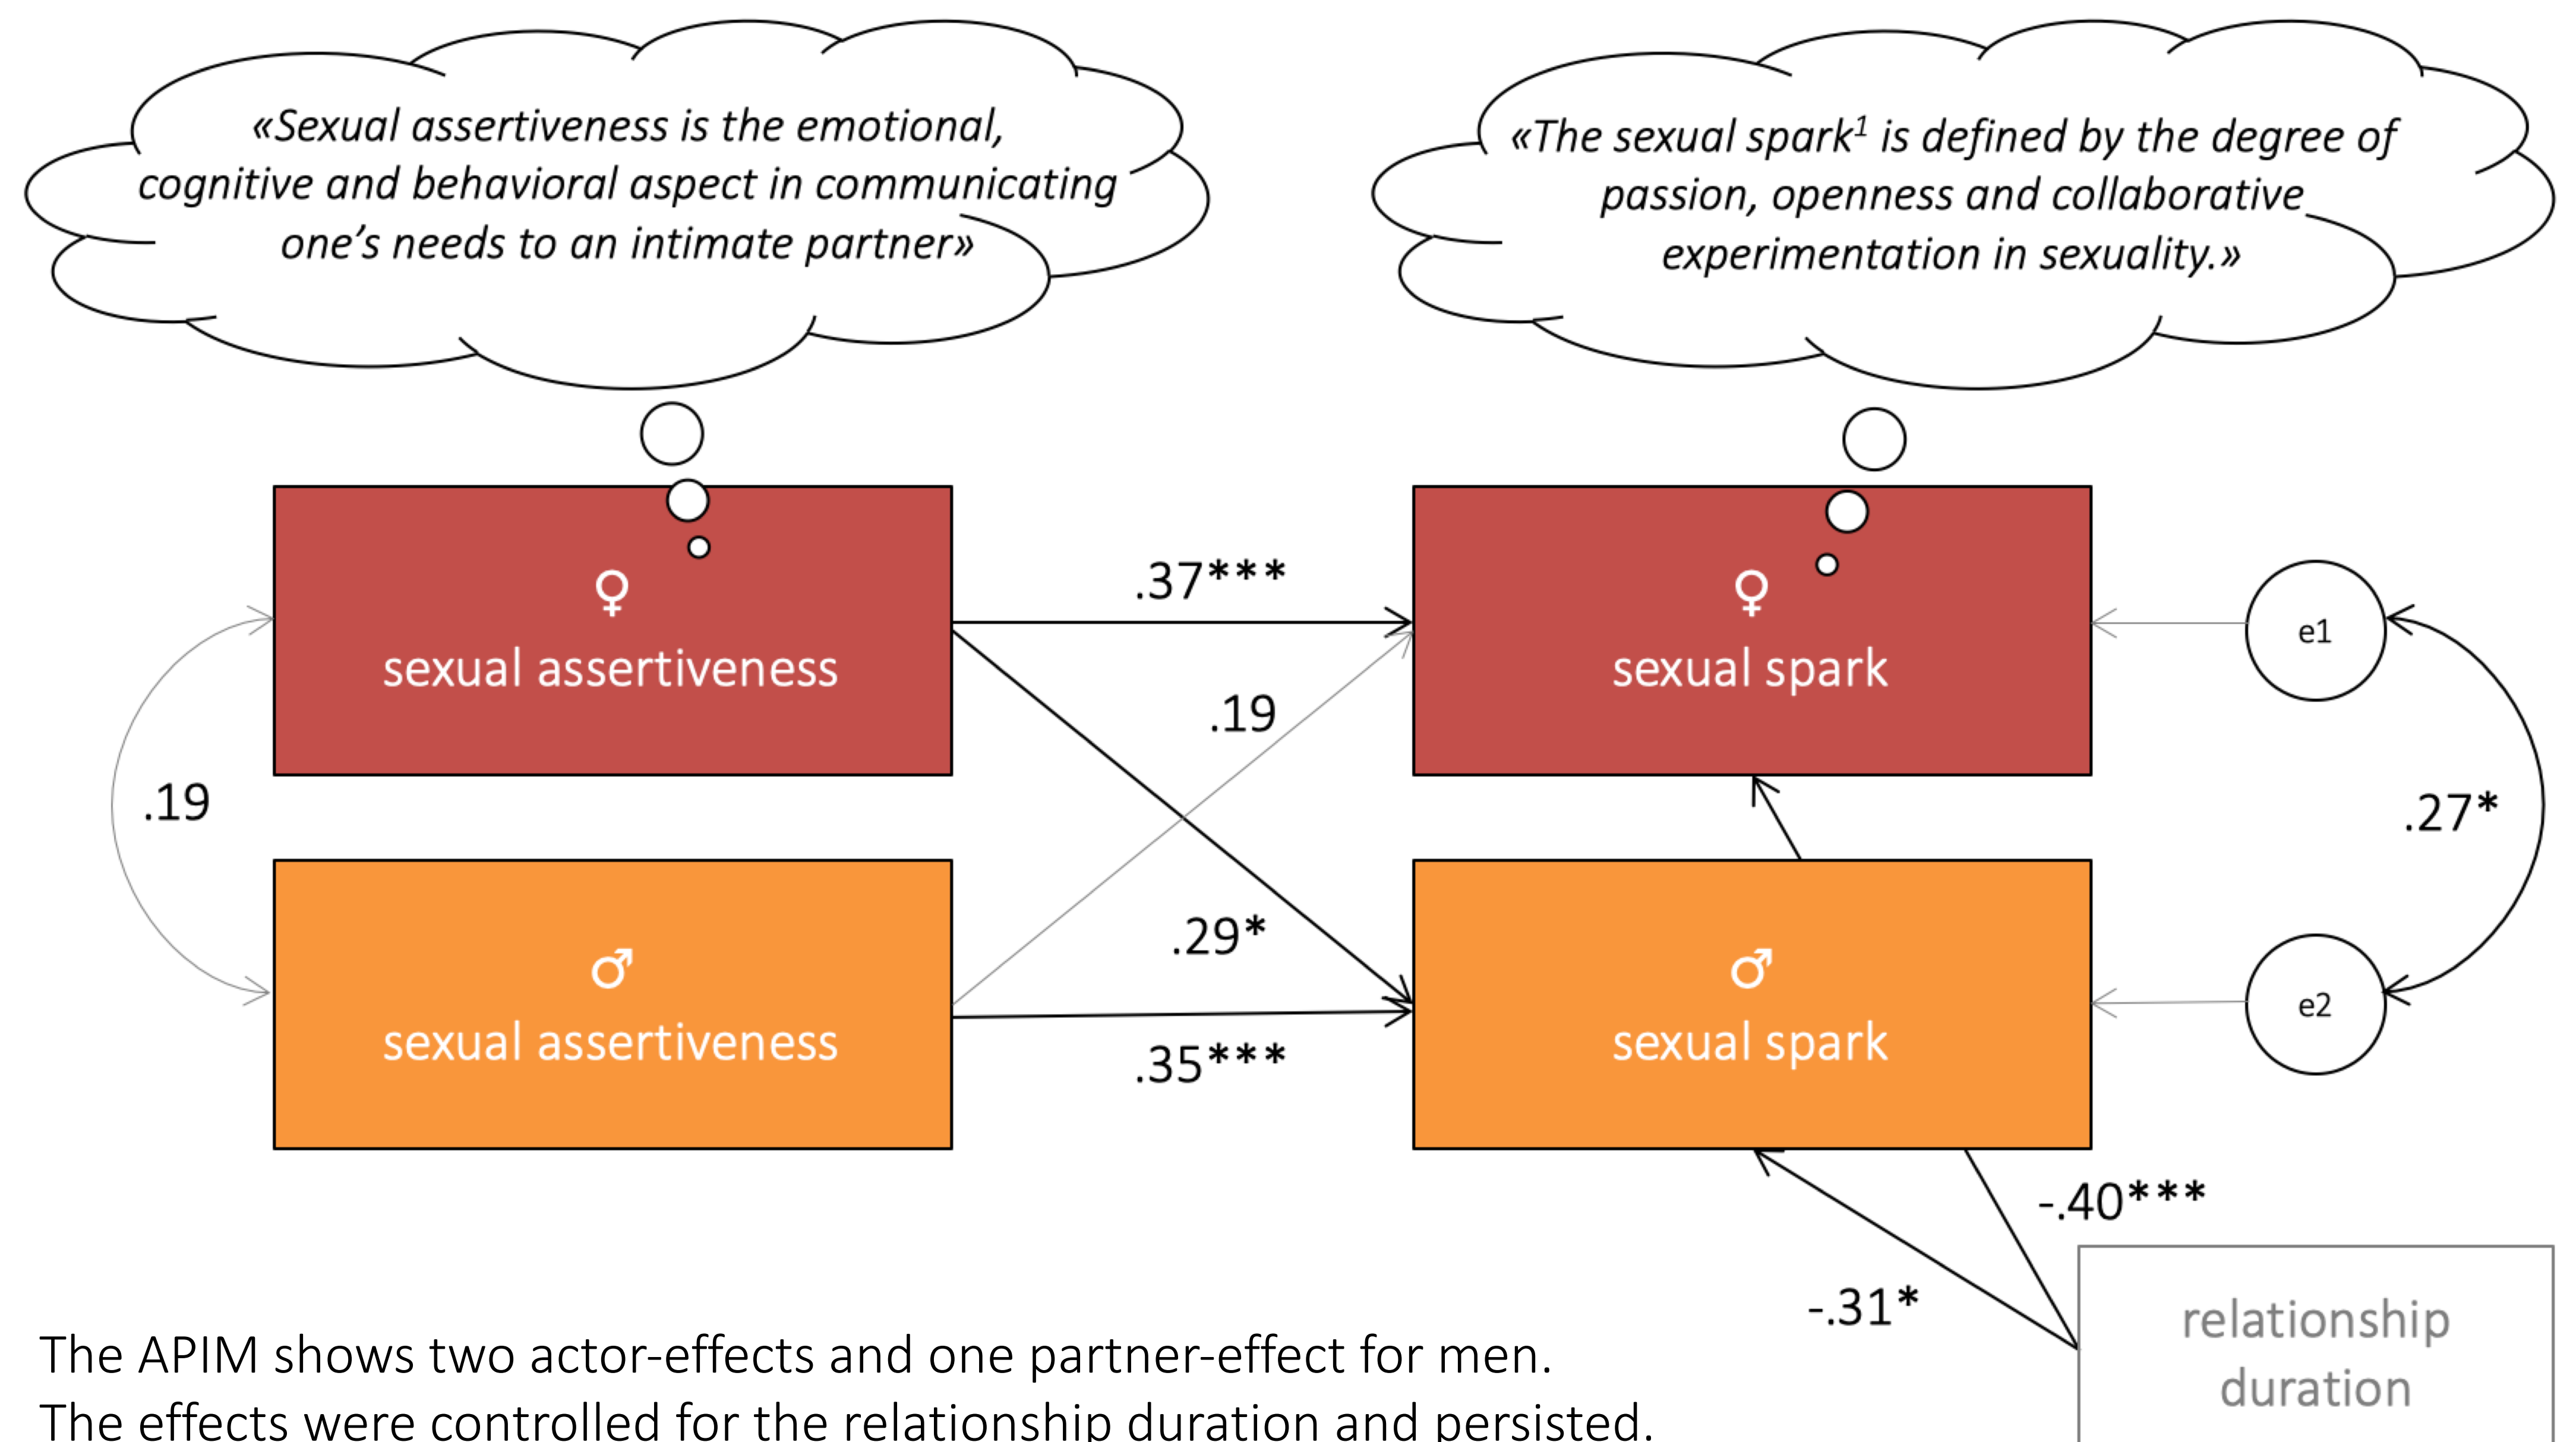 «Sexual assertiveness is the emotional,
cognitive and behavioral aspect in communicating
one’s needs to an intimate partner»
«The sexual spark¹ is defined by the degree of
passion, openness and collaborative
experimentation in sexuality.»
♀
sexual assertiveness
.37***
♀
sexual spark
e1
.19
.19
.27*
♂
sexual assertiveness
.29*
.35***
♂
sexual spark
e2
-.40***
-.31*
relationship
duration
The APIM shows two actor-effects and one partner-effect for men.
The effects were controlled for the relationship duration and persisted.